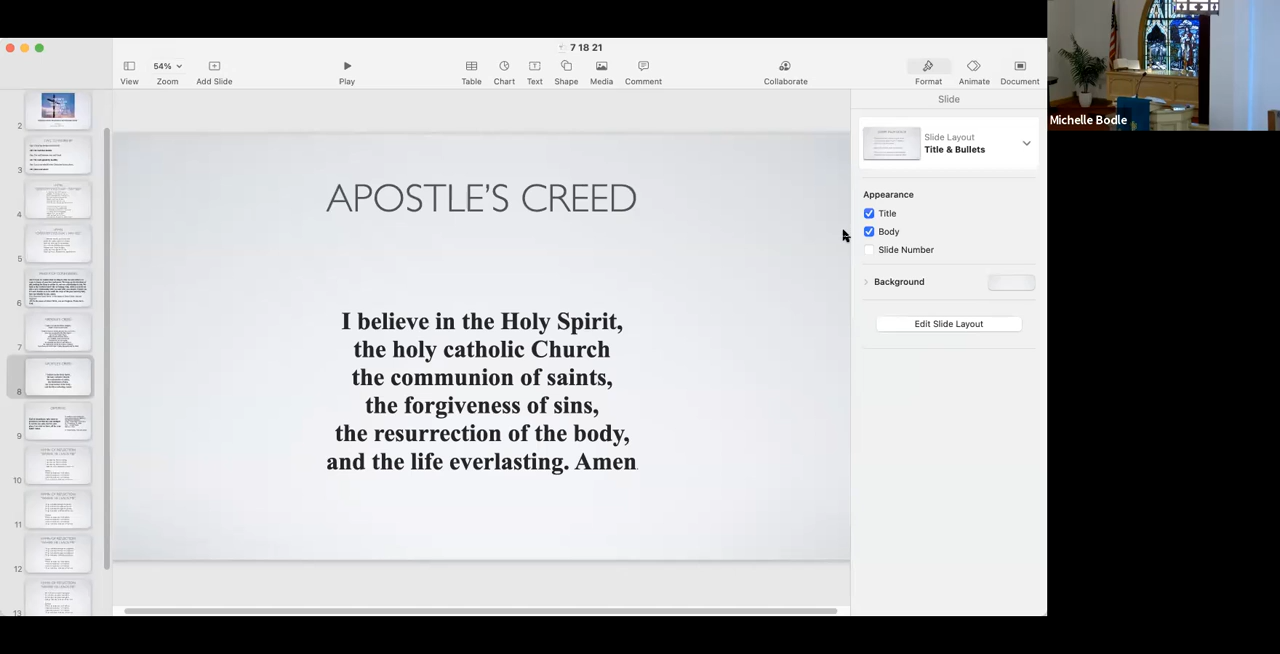 7 18 21
View
54%
Zoom
Add Slide
Play
Table
Chart
Text
Shape
Media
Comment
Collaborate
Format
Animate
Document
Slide
Slide Layout
Title & Bullets
Appearance
Title
Body
Slide Number
Background
Edit Slide Layout
2
3
4
5
6
7
8
9
10
11
12
13
APOSTLE'S CREED
I believe in the Holy Spirit,
the holy catholic Church
the communion of saints,
the forgiveness of sins,
the resurrection of the body,
and the life everlasting. Amen.
Michelle Bodle